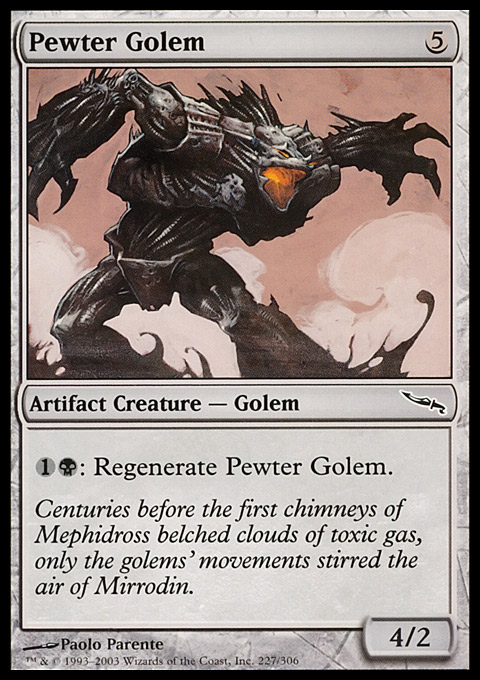 Pewter Golem 5
Artifact Creature — Golem
1: Regenerate Pewter Golem.
Centuries before the first chimneys of
Mephidross belched clouds of toxic gas,
only the golems' movements stirred the
air of Mirrodin.
4/2
Paolo Parente
™ & © 1993–2003 Wizards of the Coast, Inc. 227/306